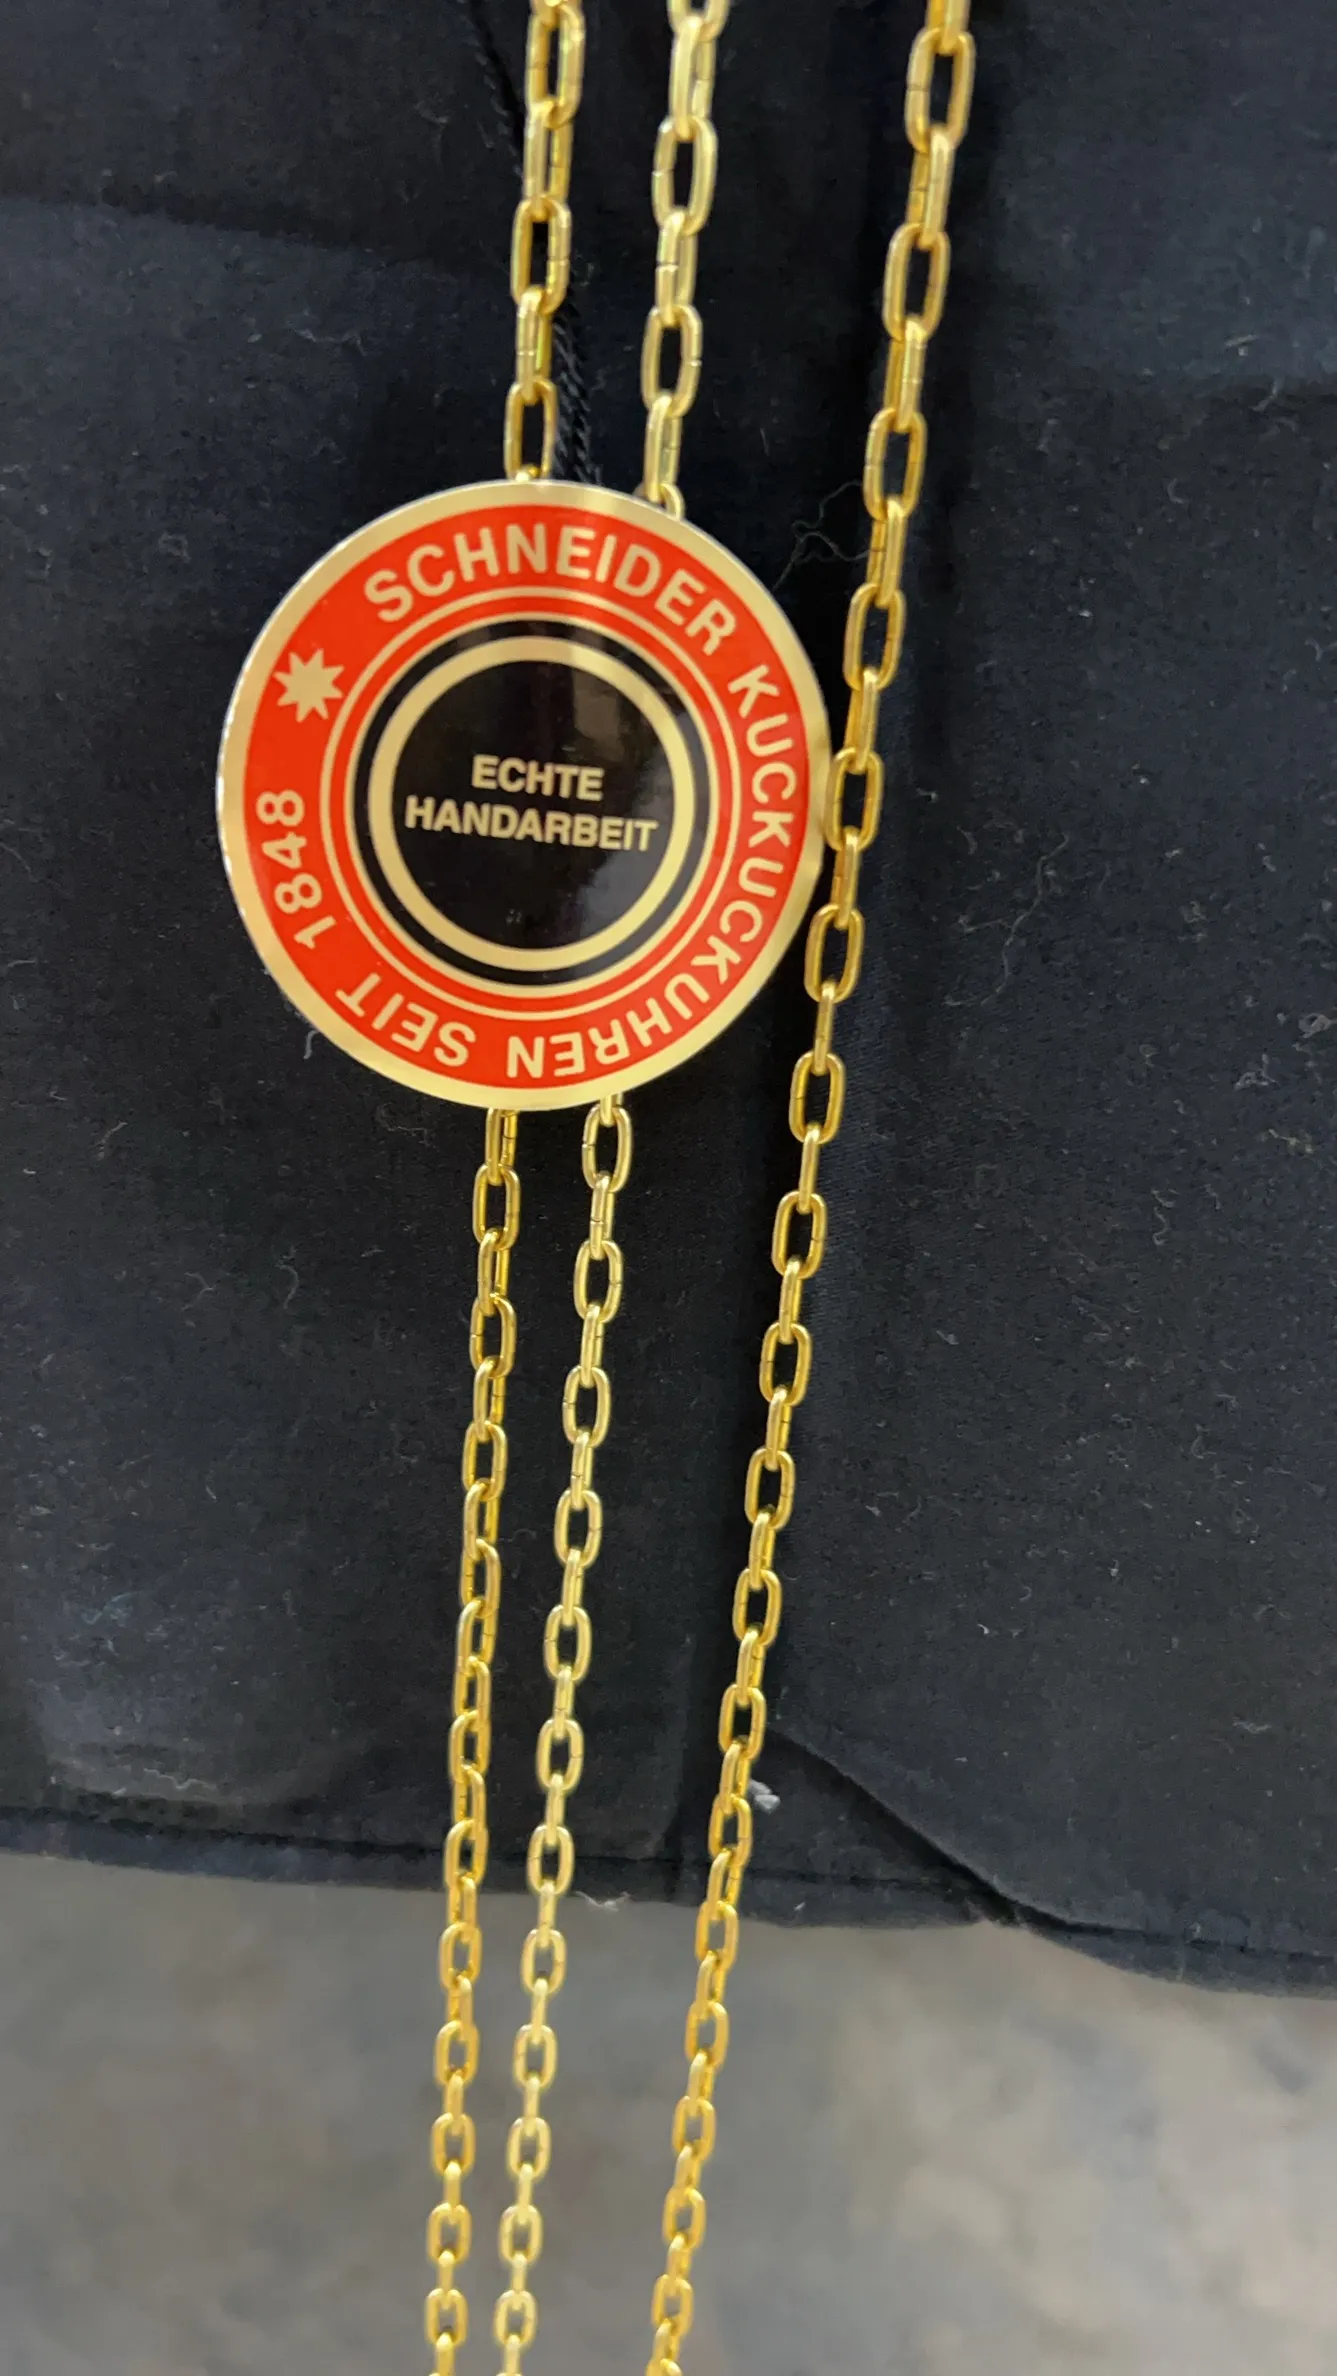 SCHNEIDER KUCKUCKUHREN SEIT 1848
ECHTE
HANDARBEIT